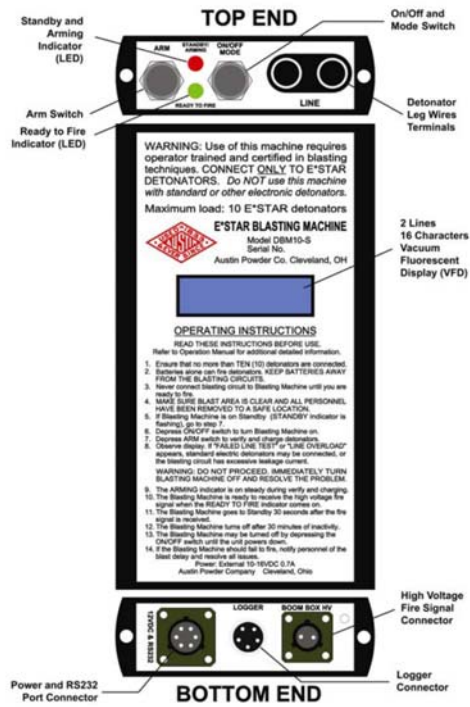 TOP END
Standby and
Arming
Indicator
(LED)
On/Off and
Mode Switch
ARM
STANDBY/
ARMING
ON/OFF
MODE
Arm Switch
Ready to Fire
Indicator (LED)
READY TO FIRE
LINE
Detonator
Leg Wires
Terminals
WARNING: Use of this machine requires
operator trained and certified in blasting
techniques. CONNECT ONLY TO E*STAR
DETONATORS. Do NOT use this machine
with standard or other electronic detonators.
Maximum load: 10 E*STAR detonators
AUSTIN
E*STAR BLASTING MACHINE
Model DBM10-S
Serial No.
Austin Powder Co. Cleveland, OH
2 Lines
16 Characters
Vacuum
Fluorescent
Display (VFD)
OPERATING INSTRUCTIONS
READ THESE INSTRUCTIONS BEFORE USE.
Refer to Operation Manual for additional detailed information.
1. Ensure that no more than TEN (10) detonators are connected.
2. Batteries alone can fire detonators. KEEP BATTERIES AWAY
FROM THE BLASTING CIRCUITS.
3. Never connect blasting circuit to Blasting Machine until you are
ready to fire.
4. MAKE SURE BLAST AREA IS CLEAR AND ALL PERSONNEL
HAVE BEEN REMOVED TO A SAFE LOCATION.
5. If Blasting Machine is on Standby (STANDBY indicator is
flashing), go to step 7.
6. Depress ON/OFF switch to turn Blasting Machine on.
7. Depress ARM switch to verify and charge detonators.
8. Observe display. If "FAILED LINE TEST" or "LINE OVERLOAD"
appears, standard electric detonators may be connected, or
the blasting circuit has excessive leakage current.
WARNING: DO NOT PROCEED. IMMEDIATELY TURN
BLASTING MACHINE OFF AND RESOLVE THE PROBLEM.
9. The ARMING indicator is on steady during verify and charging.
10. The Blasting Machine is ready to receive the high voltage fire
signal when the READY TO FIRE indicator comes on.
11. The Blasting Machine goes to Standby 30 seconds after the fire
signal is received.
12. The Blasting Machine turns off after 30 minutes of inactivity.
13. The Blasting Machine may be turned off by depressing the
ON/OFF switch until the unit powers down.
14. If the Blasting Machine should fail to fire, notify personnel of the
blast delay and resolve all issues.
Power: External 10-16VDC 0.7A
Austin Powder Company Cleveland, Ohio
12VDC & RS232
LOGGER
BOOM BOX HV
High Voltage
Fire Signal
Connector
Power and RS232
Port Connector
Logger
Connector
BOTTOM END